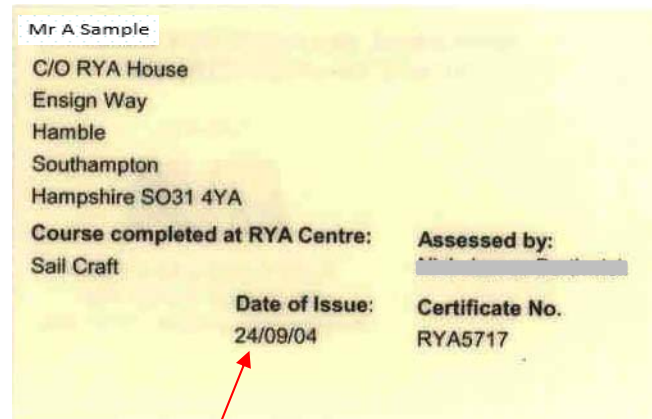 Mr A Sample
C/O RYA House
Ensign Way
Hamble
Southampton
Hampshire SO31 4YA
Course completed at RYA Centre:
Sail Craft
Assessed by:
Date of Issue:
24/09/04
Certificate No.
RYA5717